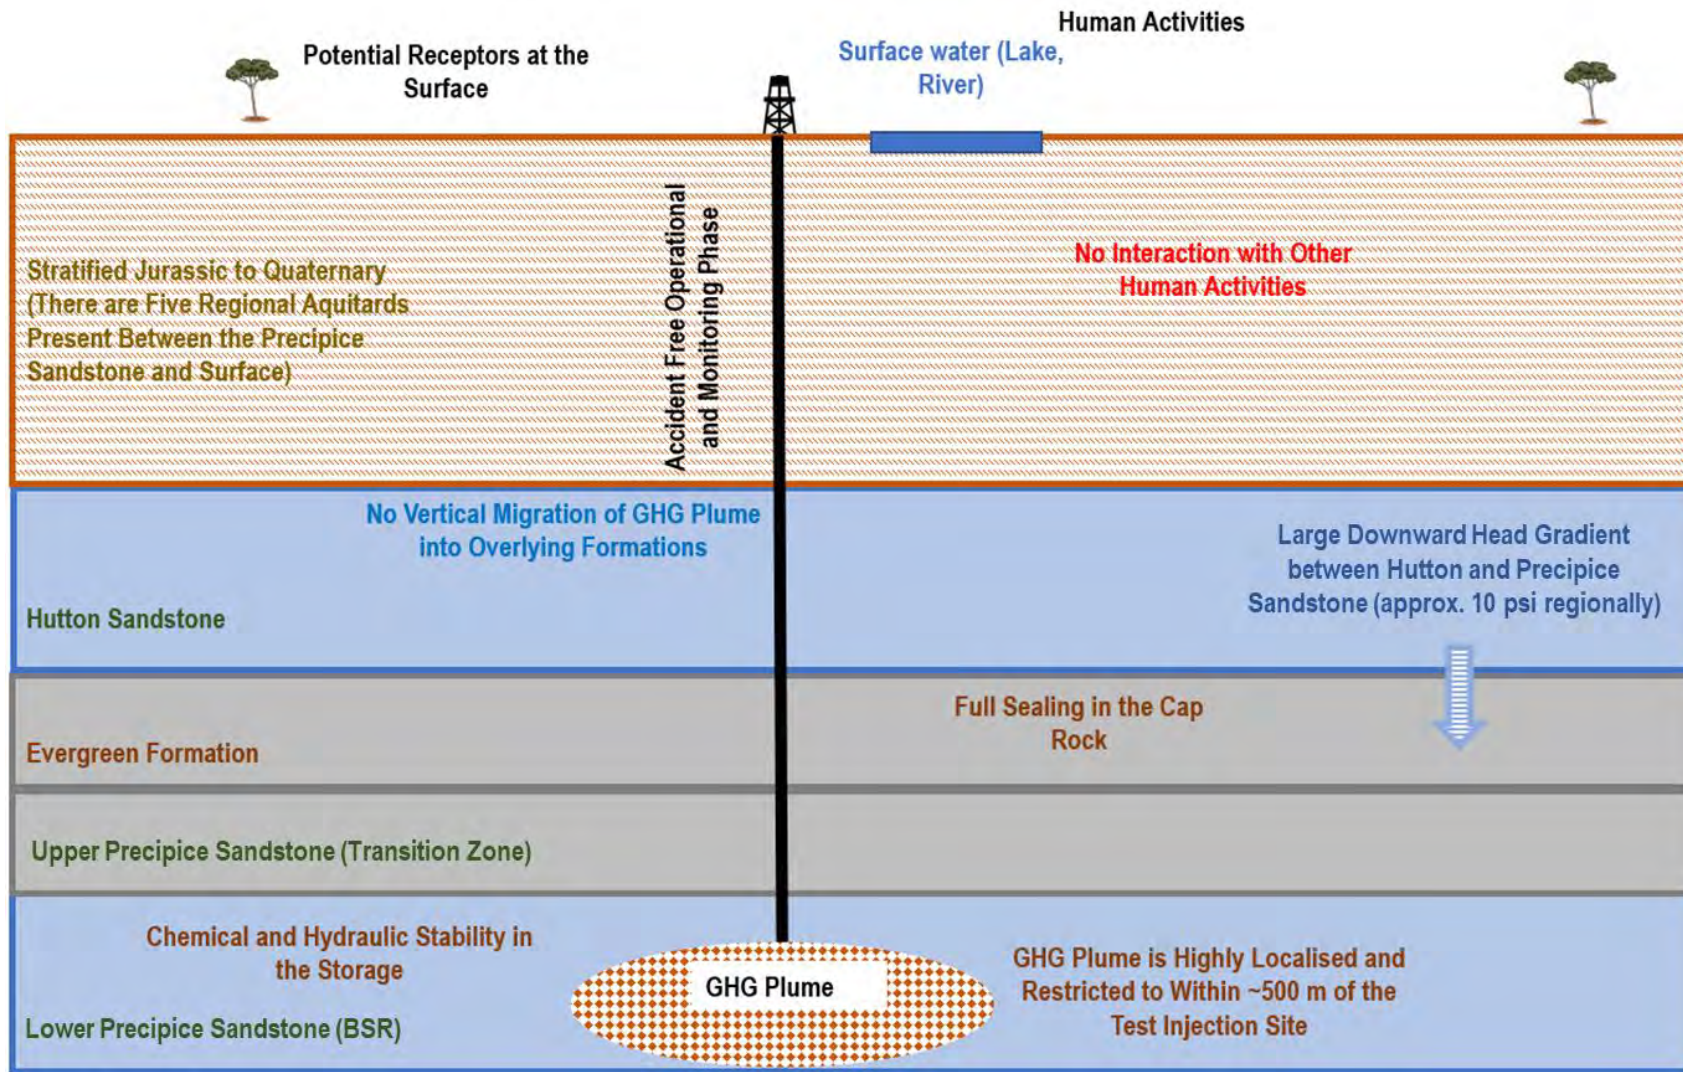 Human Activities
Potential Receptors at the
Surface
Surface water (Lake,
River)
Accident Free Operational
and Monitoring Phase
Stratified Jurassic to Quaternary
(There are Five Regional Aquitards
Present Between the Precipice
Sandstone and Surface)
No Interaction with Other
Human Activities
No Vertical Migration of GHG Plume
into Overlying Formations
Large Downward Head Gradient
between Hutton and Precipice
Sandstone (approx. 10 psi regionally)
Hutton Sandstone
Full Sealing in the Cap
Rock
Evergreen Formation
Upper Precipice Sandstone (Transition Zone)
Chemical and Hydraulic Stability in
the Storage
GHG Plume
GHG Plume is Highly Localised and
Restricted to Within ~500 m of the
Test Injection Site
Lower Precipice Sandstone (BSR)